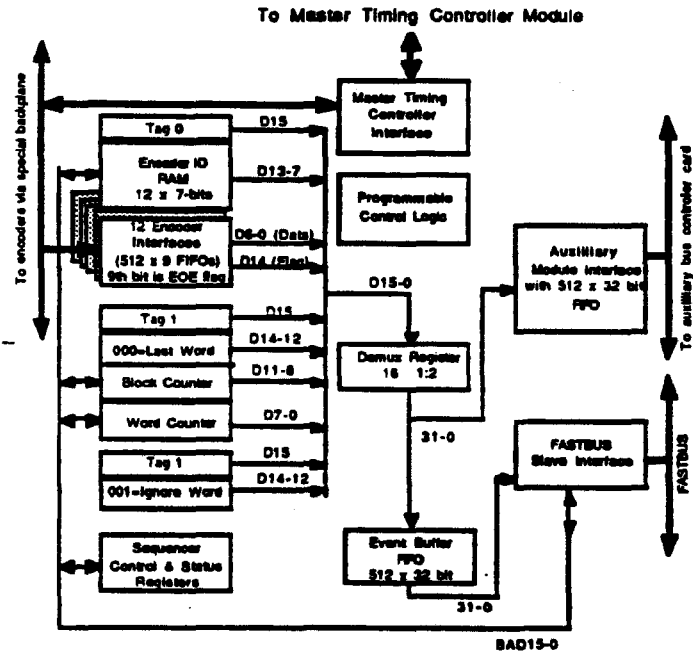 To Master Timing Controller Module
To encoders via special backplane
Master Timing
Controller
Interface
Tag 0
D15
Encoder ID
RAM
12 x 7-bits
D13-7
Programmable
Control Logic
12 Encoder
Interfaces
(512 x 9 FIFOs)
9th bit is EOE flag
D6-0 (Data)
D14 (Flag)
D15-0
Auxilliary
Module Interface
with 512 x 32 bit
FIFO
To auxilliary bus controller card
Tag 1
D15
000=Last Word
D14-12
Block Counter
D11-8
Word Counter
D7-0
Demux Register
16 1:2
31-0
Tag 1
D15
001=Ignore Word
D14-12
FASTBUS
Slave Interface
FASTBUS
Event Buffer
FIFO
512 x 32 bit
31-0
Sequencer
Control & Status
Registers
BAD15-0